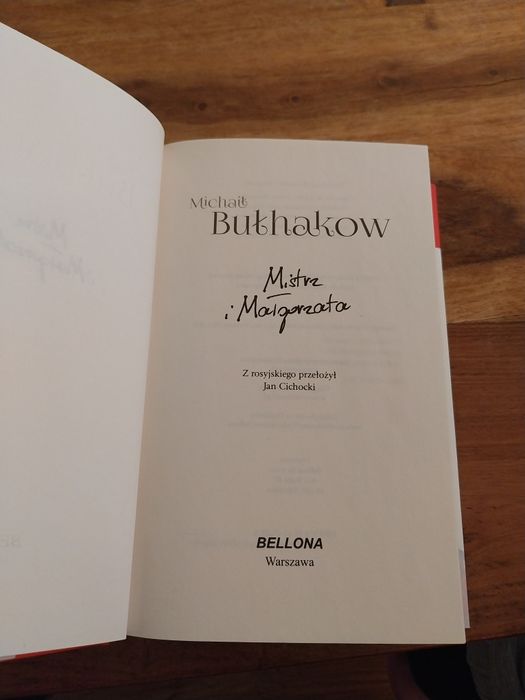 Michaił
Bułhakow
Mistrz
i Małgorzata
Z rosyjskiego przełożył
Jan Cichocki
BELLONA
Warszawa